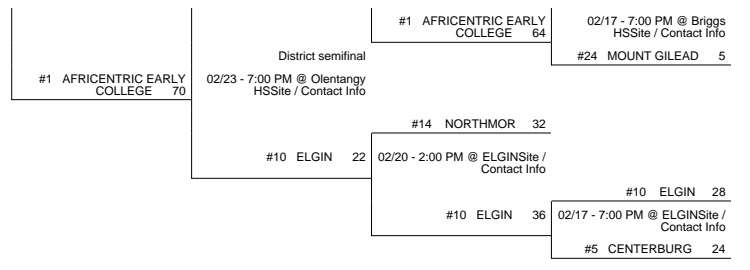 #1 AFRICENTRIC EARLY
COLLEGE 64
02/17 - 7:00 PM @ Briggs
HSSite / Contact Info
#24 MOUNT GILEAD 5
District semifinal
#1 AFRICENTRIC EARLY
COLLEGE 70
02/23 - 7:00 PM @ Olentangy
HSSite / Contact Info
#14 NORTHMOR 32
#10 ELGIN 22
02/20 - 2:00 PM @ ELGINSite /
Contact Info
#10 ELGIN 28
#10 ELGIN 36
02/17 - 7:00 PM @ ELGINSite /
Contact Info
#5 CENTERBURG 24